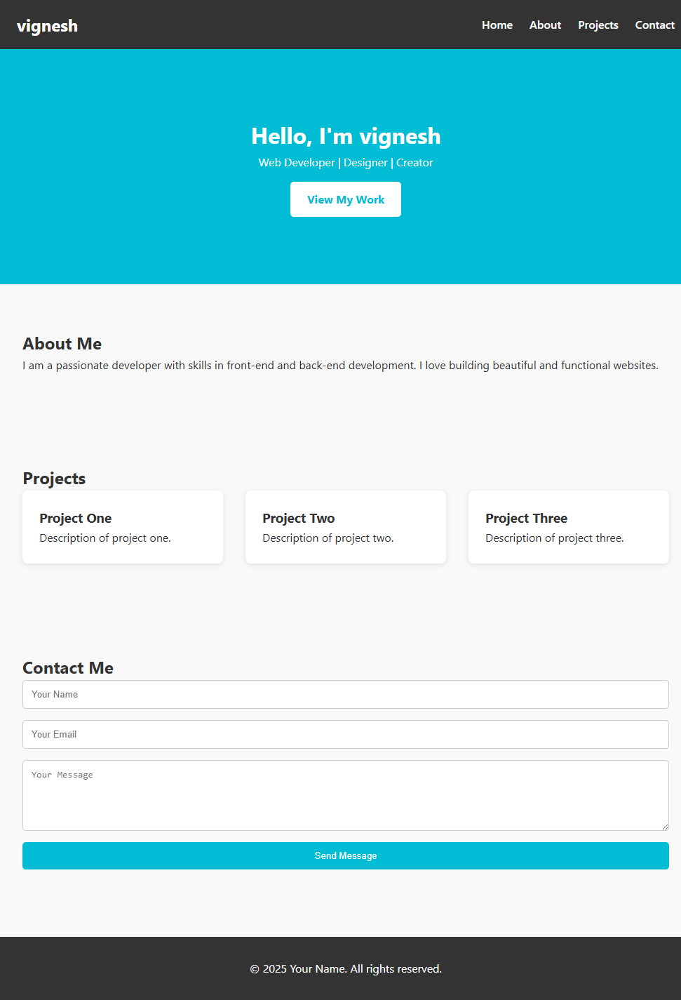 vignesh
Home About Projects Contact
Hello, I'm vignesh
Web Developer | Designer | Creator
View My Work
About Me
I am a passionate developer with skills in front-end and back-end development. I love building beautiful and functional websites.
Projects
Project One
Description of project one.
Project Two
Description of project two.
Project Three
Description of project three.
Contact Me
Your Name
Your Email
Your Message
Send Message
© 2025 Your Name. All rights reserved.